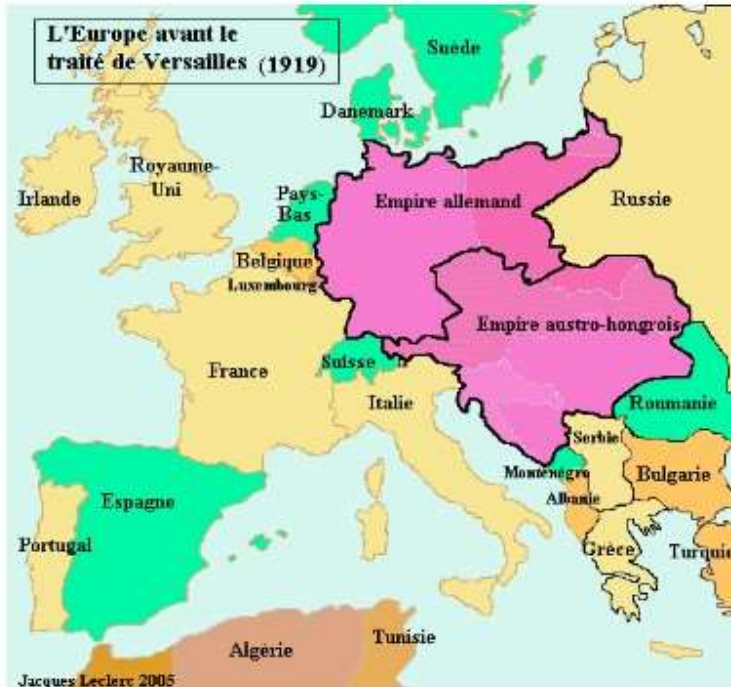 L'Europe avant le
traité de Versailles (1919)
Suède
Danemark
Royaume-
Uni
Irlande
Pays-
Bas
Empire allemand
Russie
Belgique
Luxembourg
Empire austro-hongrois
France
Suisse
Italie
Roumanie
Serbie
Monténégro
Bulgarie
Albanie
Espagne
Portugal
Grèce
Turquie
Algérie
Tunisie
Jacques Leclerc 2005